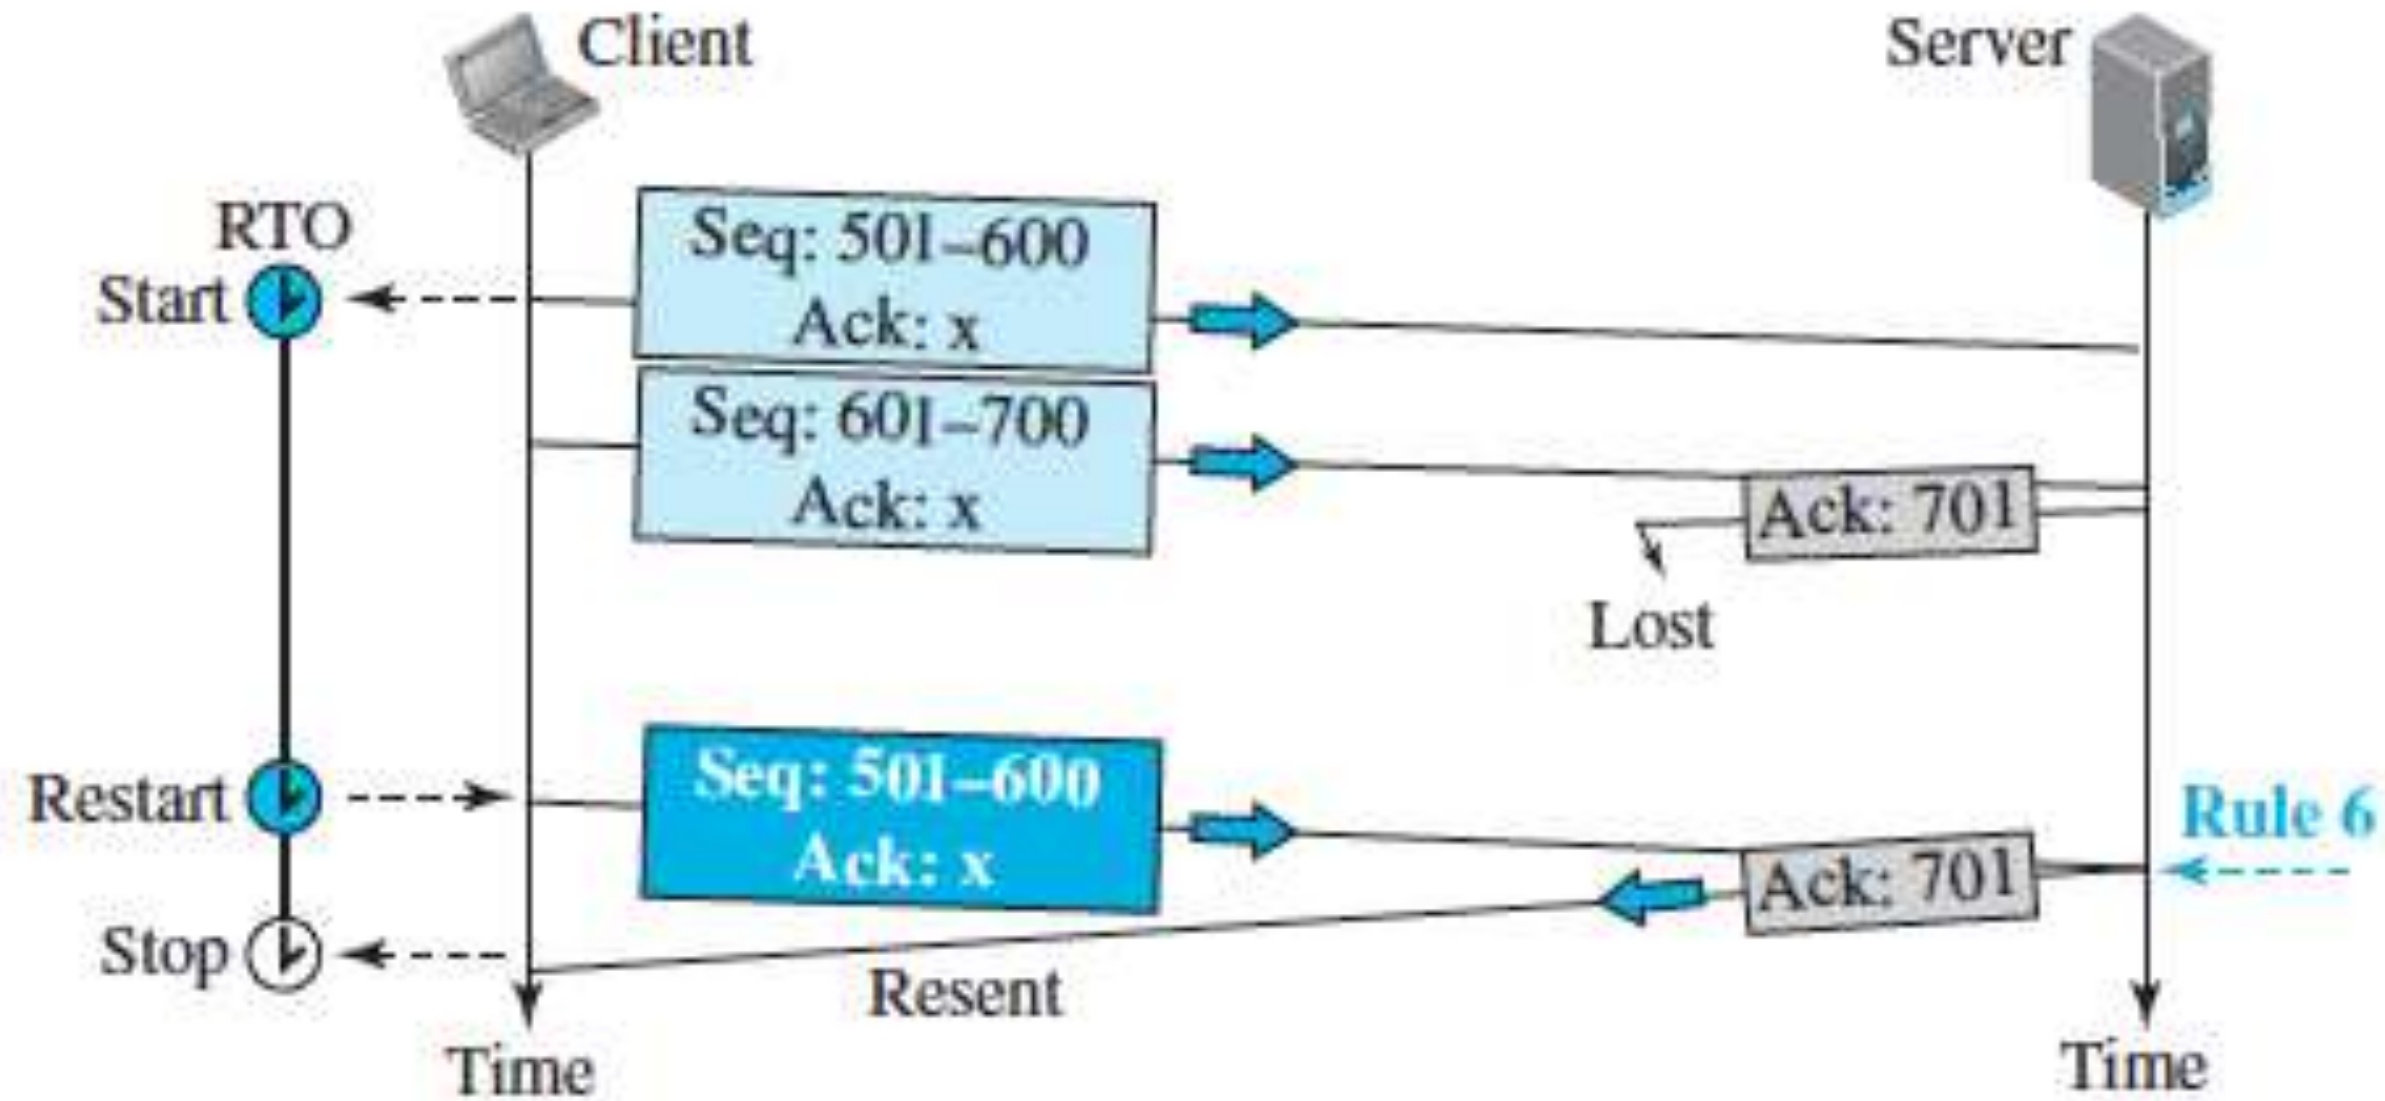 Client
Server
RTO
Start
Seq: 501–600
Ack: x
Seq: 601–700
Ack: x
Ack: 701
Lost
Restart
Seq: 501–600
Ack: x
Rule 6
Ack: 701
Stop
Resent
Time
Time